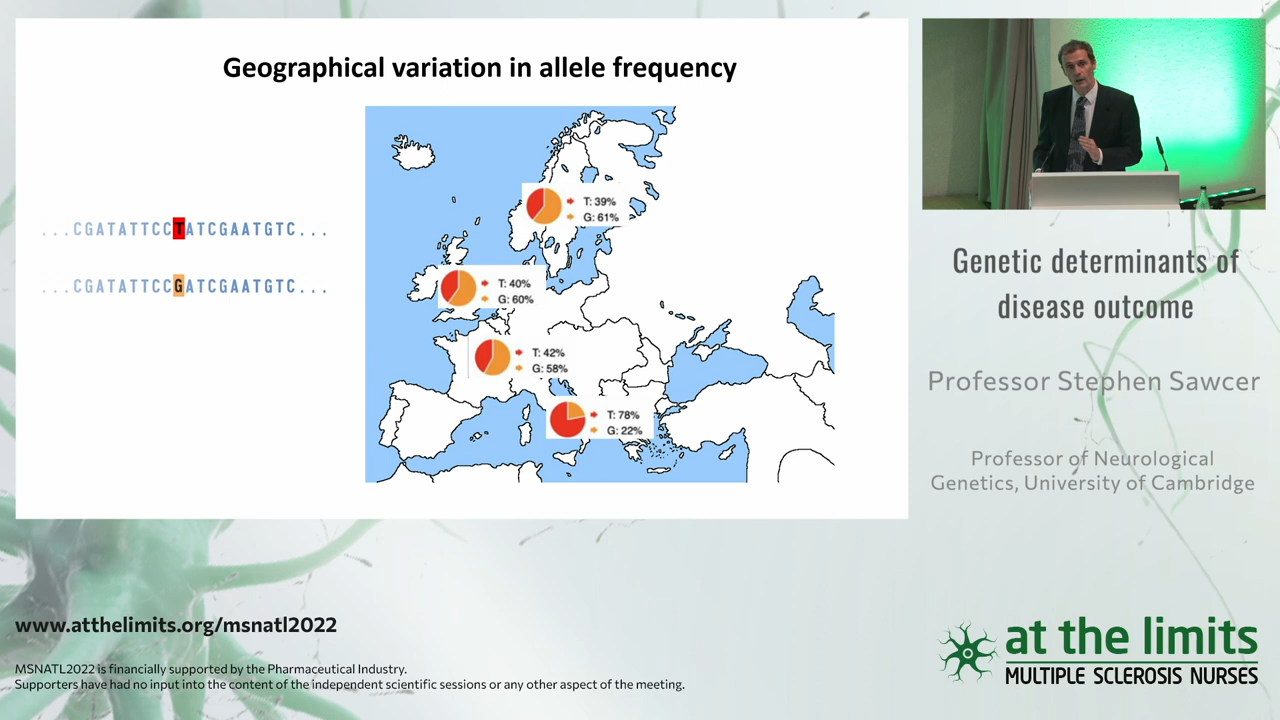 Geographical variation in allele frequency
...CGATATTCCTATCGAATGTC...
...CGATATTCCGATCGAATGTC...
T: 39%
G: 61%
T: 40%
G: 60%
T: 42%
G: 58%
T: 78%
G: 22%
Genetic determinants of
disease outcome
Professor Stephen Sawcer
Professor of Neurological
Genetics, University of Cambridge
www.atthelimits.org/msnatl2022
MSNATL2022 is financially supported by the Pharmaceutical Industry.
Supporters have had no input into the content of the independent scientific sessions or any other aspect of the meeting.
at the limits
MULTIPLE SCLEROSIS NURSES